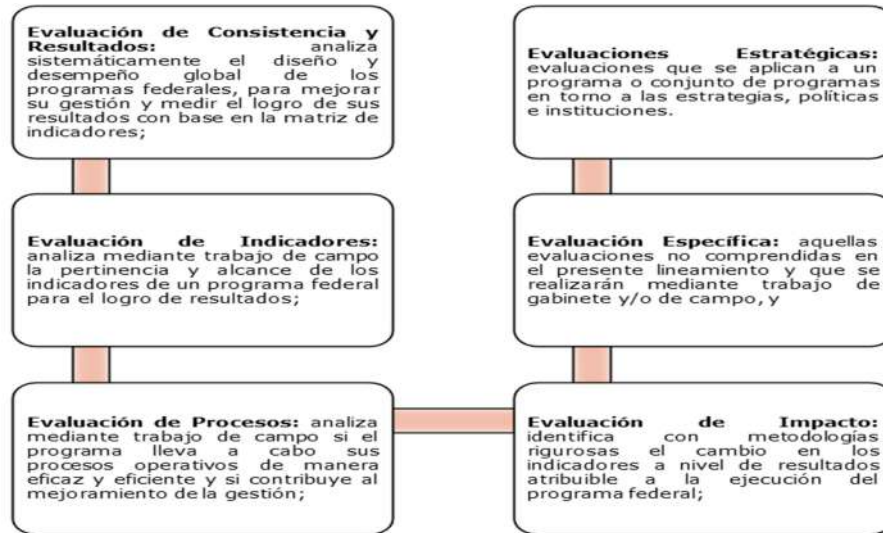 Evaluación de Consistencia y
Resultados: analiza
sistemáticamente el diseño y
desempeño global de los
programas federales, para mejorar
su gestión y medir el logro de sus
resultados con base en la matriz de
indicadores;
Evaluación de Indicadores:
analiza mediante trabajo de campo
la pertinencia y alcance de los
indicadores de un programa federal
para el logro de resultados;
Evaluación de Procesos: analiza
mediante trabajo de campo si el
programa lleva a cabo sus
procesos operativos de manera
eficaz y eficiente y si contribuye al
mejoramiento de la gestión;
Evaluación de Impacto:
identifica con metodologías
rigurosas el cambio en los
indicadores a nivel de resultados
atribuible a la ejecución del
programa federal;
Evaluación Específica: aquellas
evaluaciones no comprendidas en
el presente lineamiento y que se
realizarán mediante trabajo de
gabinete y/o de campo, y
Evaluaciones Estratégicas:
evaluaciones que se aplican a un
programa o conjunto de programas
en torno a las estrategias, políticas
e instituciones.